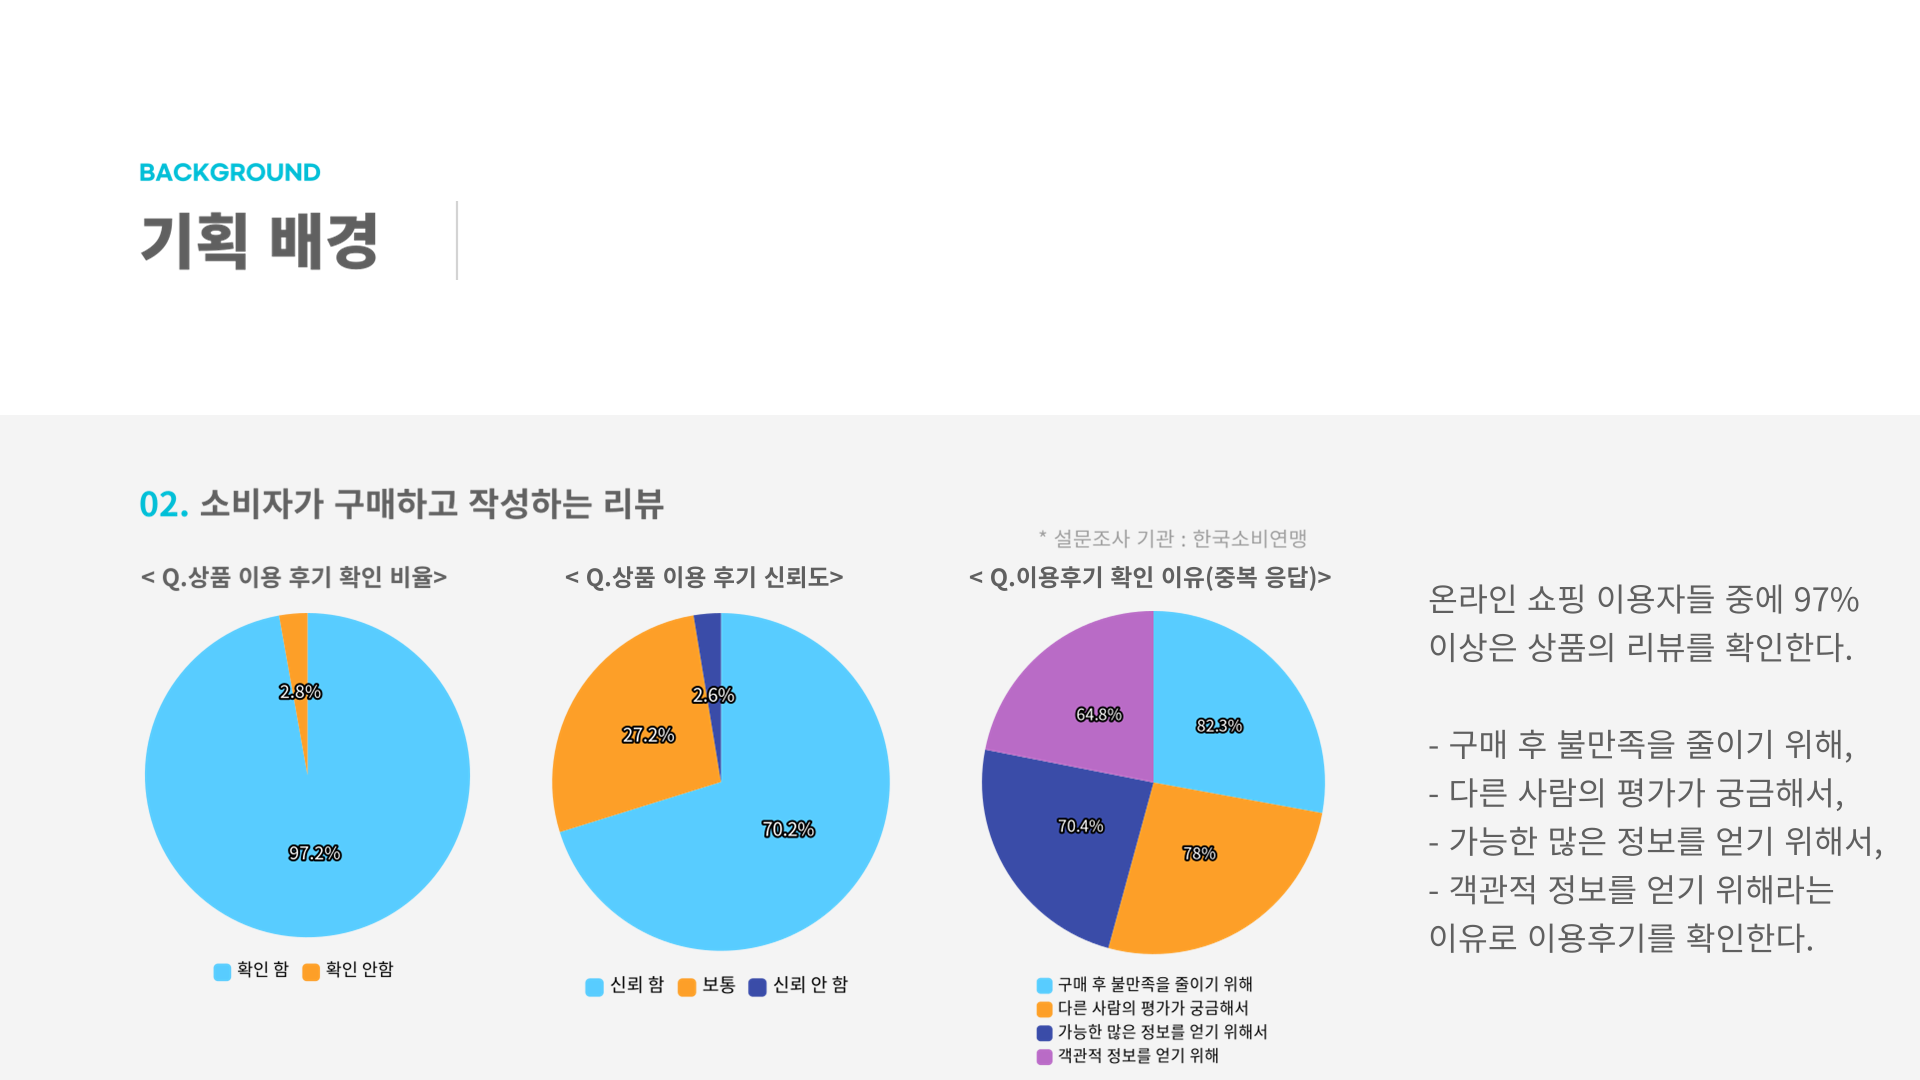 BACKGROUND
기획 배경
02. 소비자가 구매하고 작성하는 리뷰
* 설문조사 기관 : 한국소비연맹
< Q.상품 이용 후기 확인 비율>
2.8%
97.2%
확인 함 확인 안함
< Q.상품 이용 후기 신뢰도>
2.6%
27.2%
70.2%
신뢰 함 보통 신뢰 안 함
< Q.이용후기 확인 이유(중복 응답)>
64.8%
82.3%
70.4%
78%
구매 후 불만족을 줄이기 위해
다른 사람의 평가가 궁금해서
가능한 많은 정보를 얻기 위해서
객관적 정보를 얻기 위해
온라인 쇼핑 이용자들 중에 97%
이상은 상품의 리뷰를 확인한다.
- 구매 후 불만족을 줄이기 위해,
- 다른 사람의 평가가 궁금해서,
- 가능한 많은 정보를 얻기 위해서,
- 객관적 정보를 얻기 위해라는
이유로 이용후기를 확인한다.